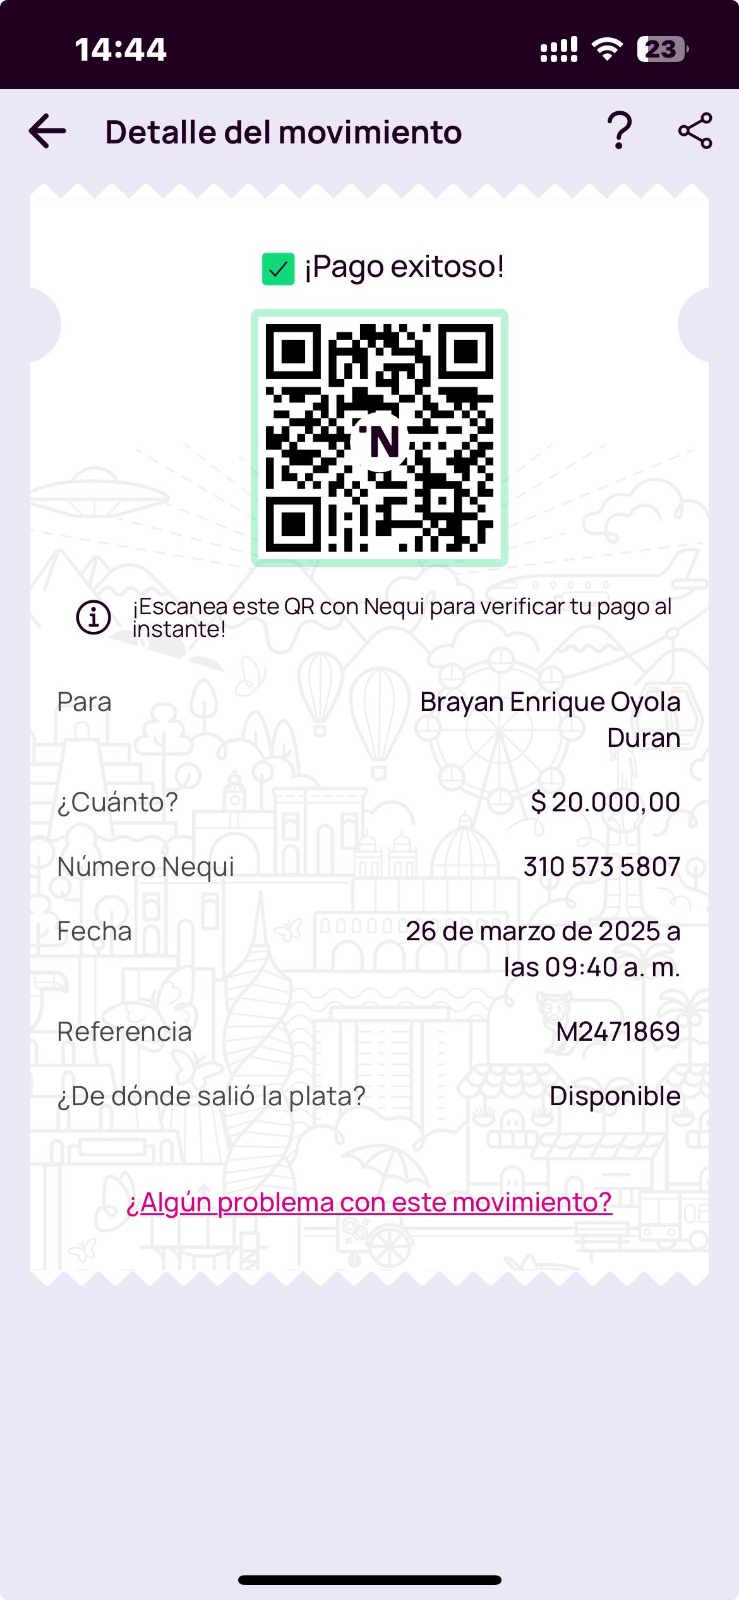 14:44
23
Detalle del movimiento
¡Pago exitoso!
N
¡Escanea este QR con Nequi para verificar tu pago al
instante!
Para
Brayan Enrique Oyola
Duran
¿Cuánto?
$ 20.000,00
Número Nequi
310 573 5807
Fecha
26 de marzo de 2025 a
las 09:40 a. m.
Referencia
M2471869
¿De dónde salió la plata?
Disponible
¿Algún problema con este movimiento?